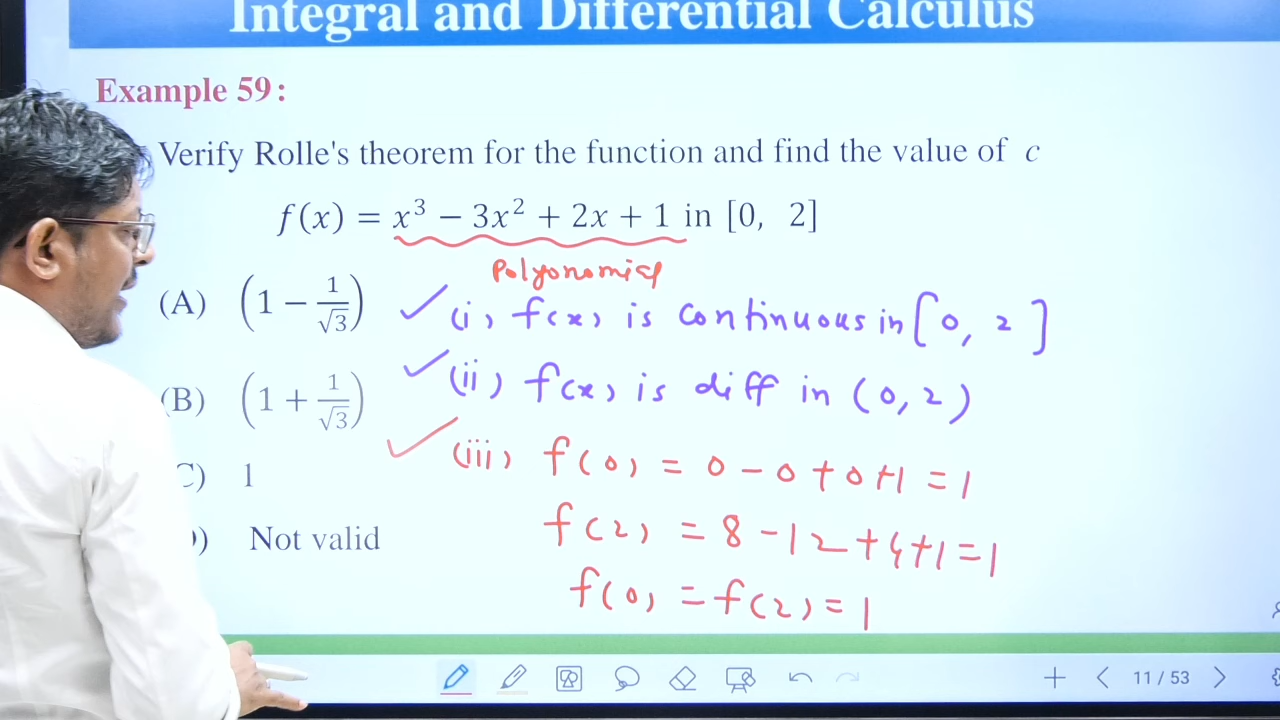 Integral and Differential Calculus
Example 59:
Verify Rolle's theorem for the function and find the value of c
f(x) = x³ − 3x² + 2x + 1 in [0, 2]
Polyonomial
(A) (1 − 1/√3)
(i) f(x) is continuous in [0, 2]
(B) (1 + 1/√3)
(ii) f(x) is diff in (0,2)
(iii) f(0) = 0 − 0 + 0 + 1 = 1
C) 1
f(2) = 8 − 12 + 4 + 1 = 1
) Not valid
f(0) = f(2) = 1
11 / 53